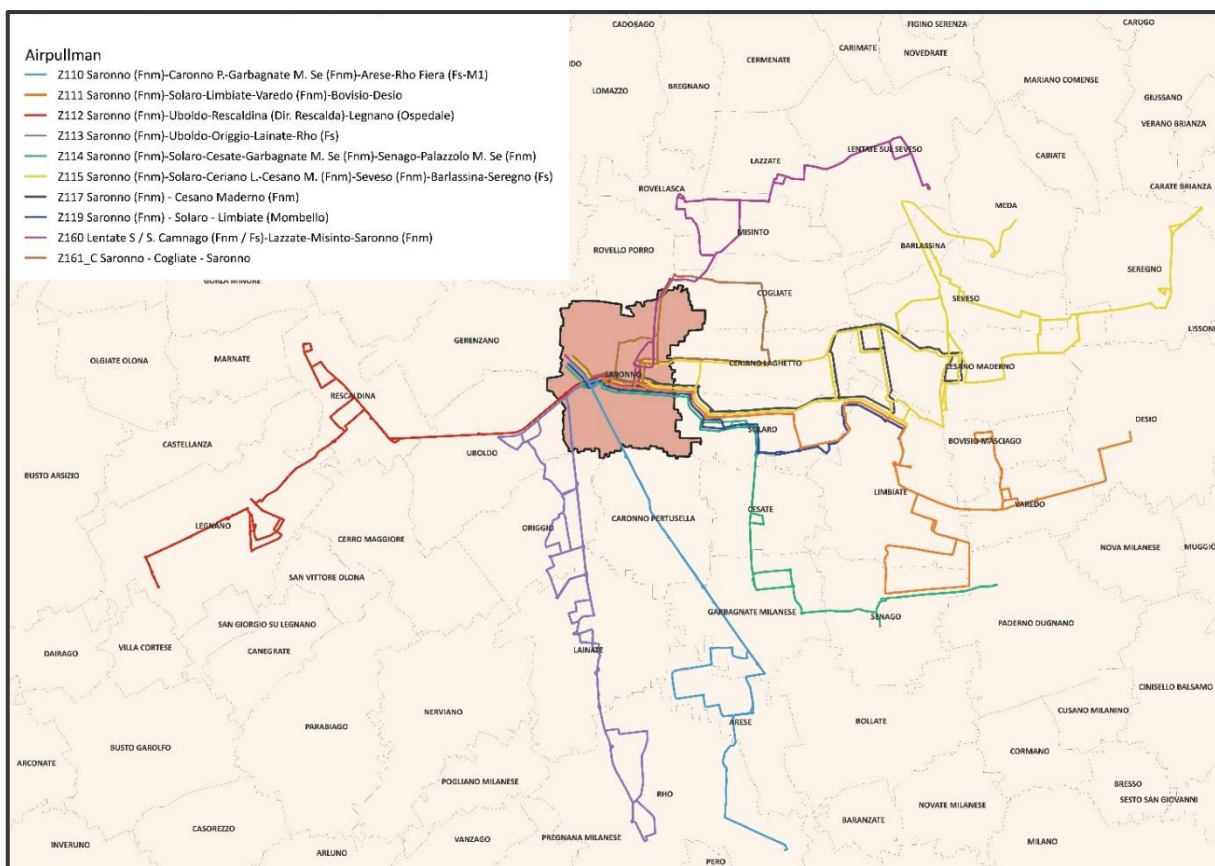 CADORAGO
FIGINO SERENZA
CARUGO
CARIMATE
NOVEDRATE
CERMENATE
Airpullman
Z110 Saronno (Fnm)-Caronno P.-Garbagnate M. Se (Fnm)-Arese-Rho Fiera (Fs-M1)
Z111 Saronno (Fnm)-Solaro-Limbiate-Varedo (Fnm)-Bovisio-Desio
Z112 Saronno (Fnm)-Uboldo-Rescaldina (Dir. Rescalda)-Legnano (Ospedale)
Z113 Saronno (Fnm)-Uboldo-Origgio-Lainate-Rho (Fs)
Z114 Saronno (Fnm)-Solaro-Cesate-Garbagnate M. Se (Fnm)-Senago-Palazzolo M. Se (Fnm)
Z115 Saronno (Fnm)-Solaro-Ceriano L.-Cesano M. (Fnm)-Seveso (Fnm)-Barlassina-Seregno (Fs)
Z117 Saronno (Fnm) - Cesano Maderno (Fnm)
Z119 Saronno (Fnm) - Solaro - Limbiate (Mombello)
Z160 Lentate S / S. Camnago (Fnm / Fs)-Lazzate-Misinto-Saronno (Fnm)
Z161_C Saronno - Cogliate - Saronno
NDO
LOMAZZO
BREGNANO
MARIANO COMENSE
GIUSSANO
VERANO BRIANZA
LENTATE SUL SEVESO
CABIATE
LAZZATE
CARATE BRIANZA
ROVELLASCA
MEDA
MISINTO
ROVELLO PORRO
BARLASSINA
SEREGNO
COGLIATE
SEVESO
LISSON
GERENZANO
OLGIATE OLONA
MARNATE
CERIANO LAGHETTO
CESANO MADERNO
SARONNO
RESCALDINA
DESIO
SOLARO
CASTELLANZA
BOVISIO MASCIAGO
UBOLDO
BUSTO ARSIZIO
LIMBIATE
VAREDO
CESATE
CARONNO PERTUSELLA
LEGNANO
ORIGGIO
CERRO MAGGIORE
NOVA MILANESE
MUGGIÒ
SAN VITTORE OLONA
GARBAGNATE MILANESE
SENAGO
PADERNO DUGNANO
SAN GIORGIO SU LEGNANO
VILLA CORTESE
CANEGRATE
DAIRAGO
LAINATE
CINISELLO BALSAMO
NERVIANO
CUSANO MILANINO
ARESE
BOLLATE
PARABIAGO
BUSTO GAROLFO
CORMANO
ARCONATE
POGLIANO MILANESE
BRESSO
RHO
SESTO SAN GIOVANNI
NOVATE MILANESE
BARANZATE
CASOREZZO
VANZAGO
PREGNANA MILANESE
INVERUNO
ARLUNO
MILANO
PERO